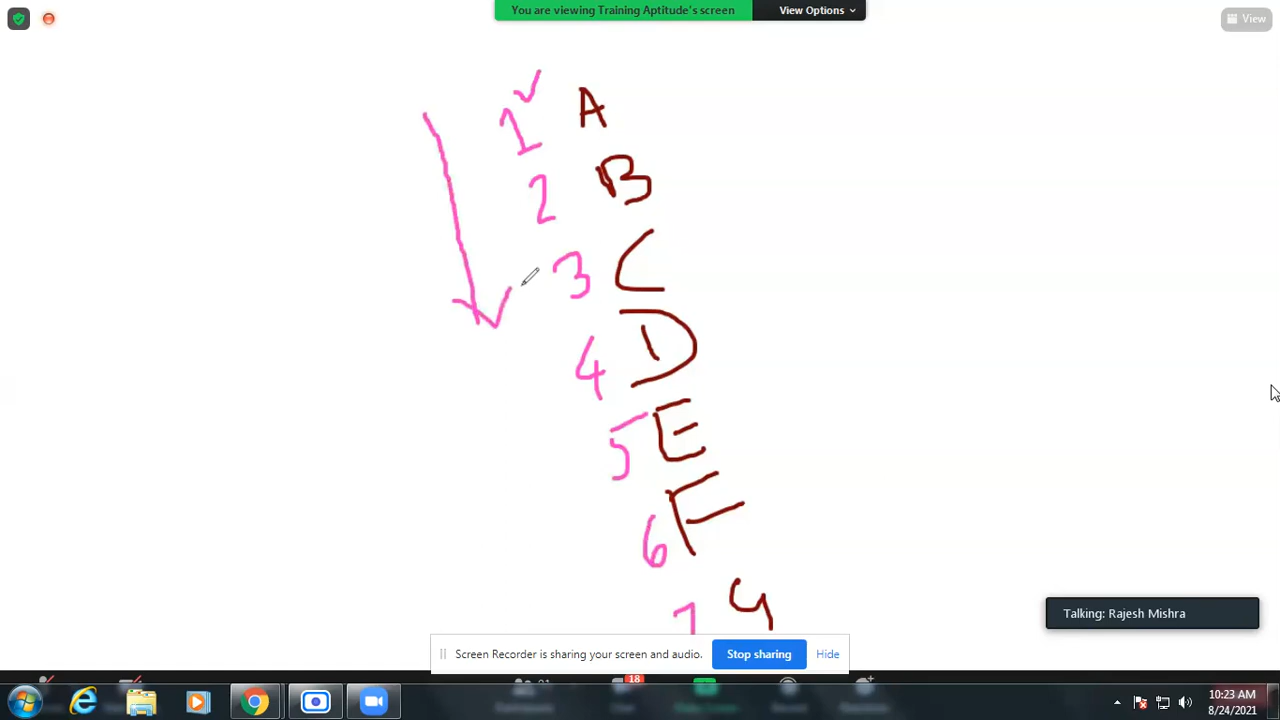 You are viewing Training Aptitude's screen View Options
View
1 A
2 B
3 C
4 D
5 E
6 F
7 G
Talking: Rajesh Mishra
Screen Recorder is sharing your screen and audio. Stop sharing Hide
18
10:23 AM
8/24/2021